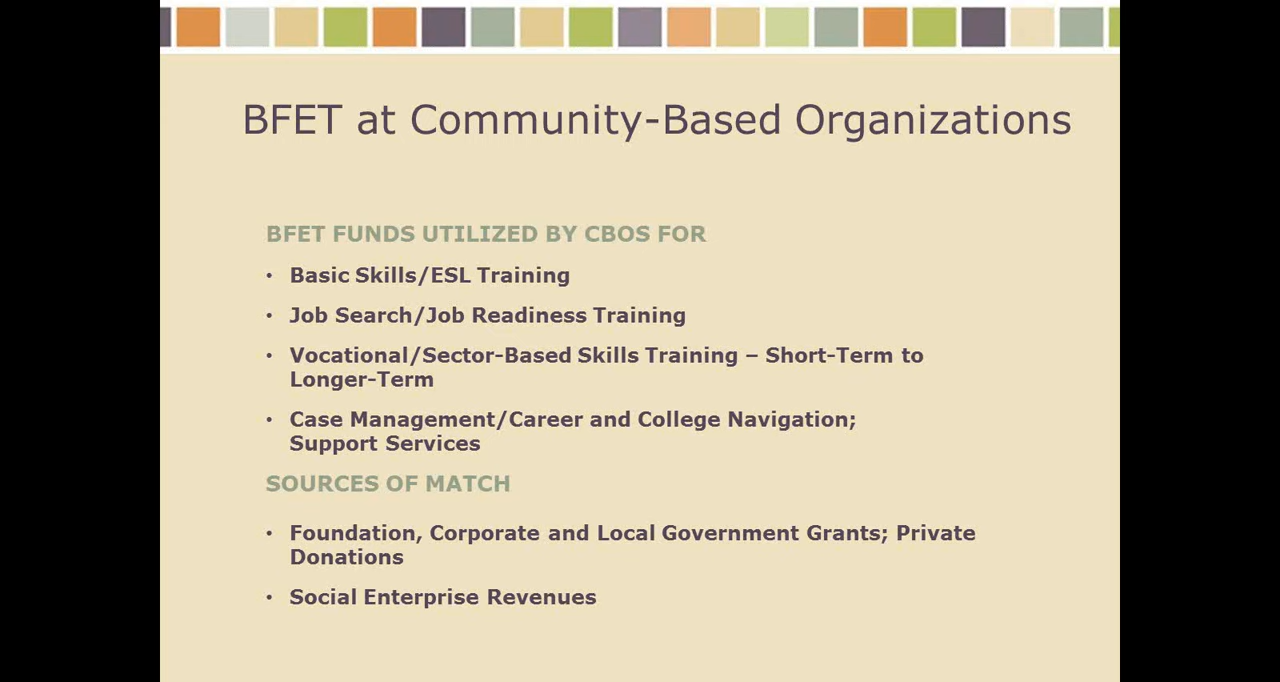 BFET at Community-Based Organizations
BFET FUNDS UTILIZED BY CBOS FOR
• Basic Skills/ESL Training
• Job Search/Job Readiness Training
• Vocational/Sector-Based Skills Training – Short-Term to
Longer-Term
• Case Management/Career and College Navigation;
Support Services
SOURCES OF MATCH
• Foundation, Corporate and Local Government Grants; Private
Donations
• Social Enterprise Revenues